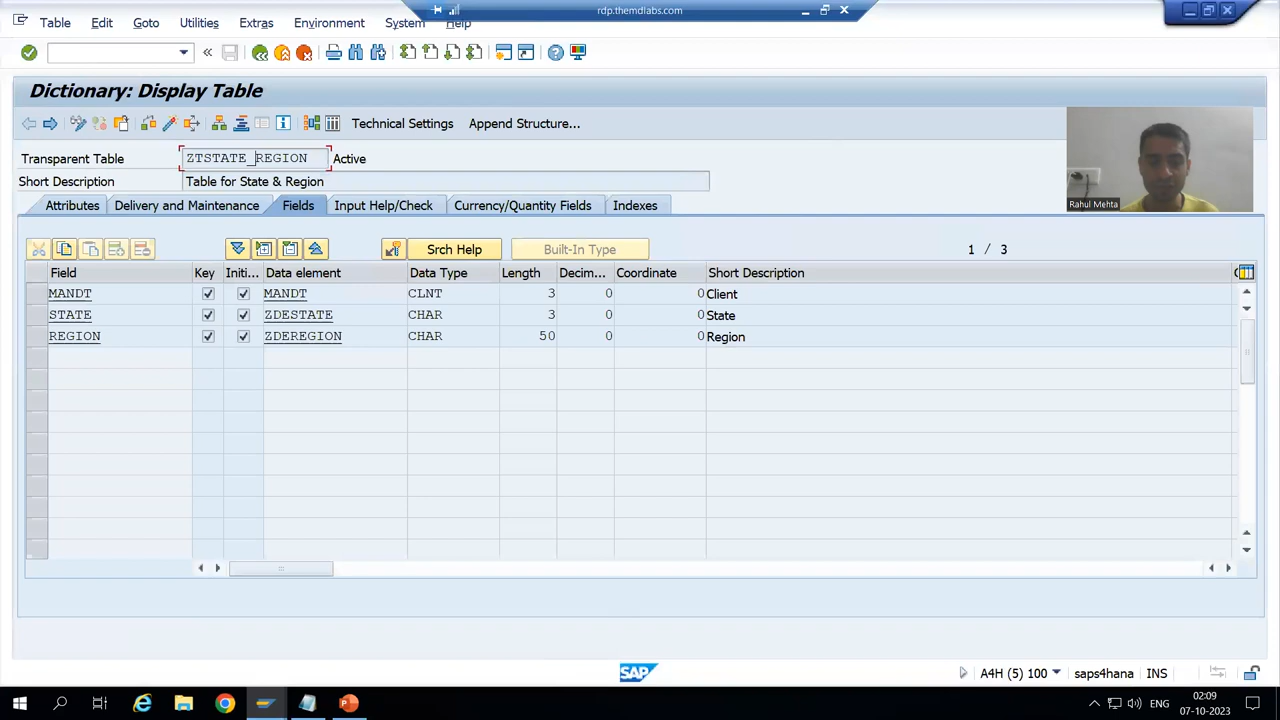 rdp.themdlabs.com
Table Edit Goto Utilities Extras Environment System Help
Dictionary: Display Table
Technical Settings Append Structure...
Transparent Table ZTSTATE_REGION Active
Short Description Table for State & Region
Rahul Mehta
Attributes Delivery and Maintenance Fields Input Help/Check Currency/Quantity Fields Indexes
Srch Help Built-In Type 1 / 3
Field Key Initi... Data element Data Type Length Decim... Coordinate Short Description
MANDT MANDT CLNT 3 0 0 Client
STATE ZDESTATE CHAR 3 0 0 State
REGION ZDEREGION CHAR 50 0 0 Region
SAP A4H (5) 100 saps4hana INS
ENG 02:09
07-10-2023